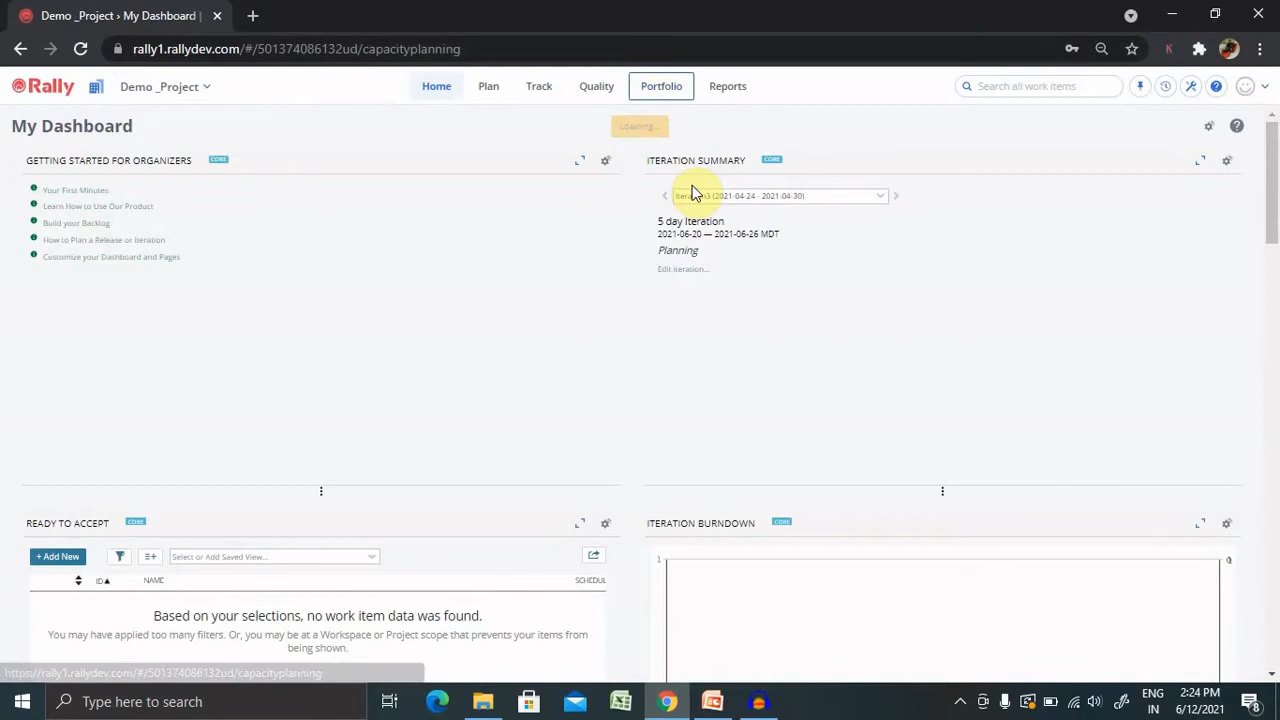 Demo _Project › My Dashboard |
rally1.rallydev.com/#/501374086132ud/capacityplanning
K
Rally
Demo _Project
Home
Plan
Track
Quality
Portfolio
Reports
Search all work items
My Dashboard
GETTING STARTED FOR ORGANIZERS CORE
Your First Minutes
Learn How to Use Our Product
Build your Backlog
How to Plan a Release or Iteration
Customize your Dashboard and Pages
ITERATION SUMMARY CORE
(2021-04-24 - 2021-04-30)
5 day Iteration
2021-06-20 — 2021-06-26 MDT
Planning
Edit iteration...
READY TO ACCEPT CORE
+ Add New
Select or Add Saved View...
ID NAME SCHEDUL
Based on your selections, no work item data was found.
You may have applied too many filters. Or, you may be at a Workspace or Project scope that prevents your items from
being shown.
ITERATION BURNDOWN CORE
1
https://rally1.rallydev.com/#/501374086132ud/capacityplanning
Type here to search
ENG
IN
2:24 PM
6/12/2021
8